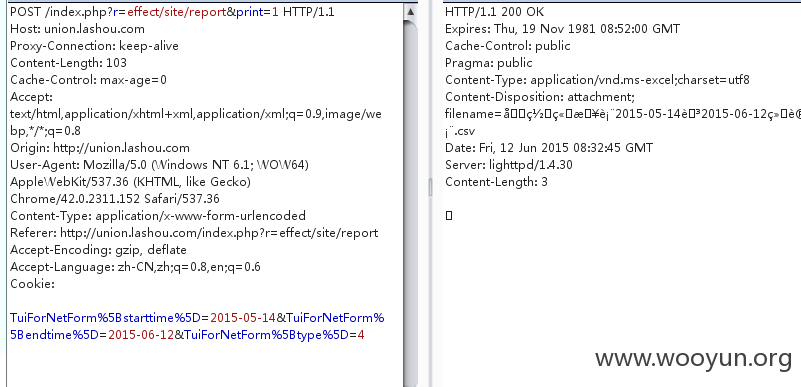 POST /index.php?r=effect/site/report&print=1 HTTP/1.1
Host: union.lashou.com
Proxy-Connection: keep-alive
Content-Length: 103
Cache-Control: max-age=0
Accept:
text/html,application/xhtml+xml,application/xml;q=0.9,image/we
bp,*/*;q=0.8
Origin: http://union.lashou.com
User-Agent: Mozilla/5.0 (Windows NT 6.1; WOW64)
AppleWebKit/537.36 (KHTML, like Gecko)
Chrome/42.0.2311.152 Safari/537.36
Content-Type: application/x-www-form-urlencoded
Referer: http://union.lashou.com/index.php?r=effect/site/report
Accept-Encoding: gzip, deflate
Accept-Language: zh-CN,zh;q=0.8,en;q=0.6
Cookie:
TuiForNetForm%5Bstarttime%5D=2015-05-14&TuiForNetForm%
5Bendtime%5D=2015-06-12&TuiForNetForm%5Btype%5D=4
HTTP/1.1 200 OK
Expires: Thu, 19 Nov 1981 08:52:00 GMT
Cache-Control: public
Pragma: public
Content-Type: application/vnd.ms-excel;charset=utf8
Content-Disposition: attachment;
filename=
2015-05-14
2015-06-12
.csv
Date: Fri, 12 Jun 2015 08:32:45 GMT
Server: lighttpd/1.4.30
Content-Length: 3
www.wooyun.org